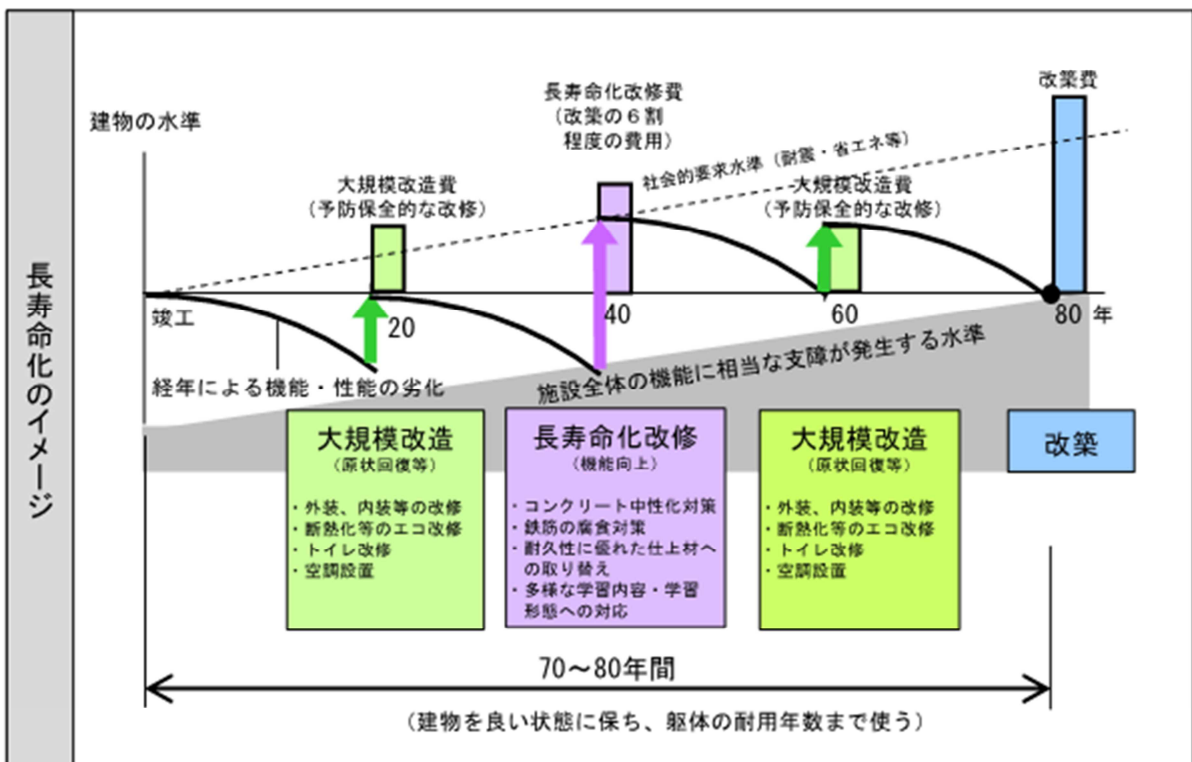 長寿命化のイメージ
建物の水準
長寿命化改修費
（改築の６割
程度の費用）
改築費
社会的要求水準（耐震・省エネ等）
大規模改造費
（予防保全的な改修）
大規模改造費
（予防保全的な改修）
竣工
20
40
60
80 年
経年による機能・性能の劣化
施設全体の機能に相当な支障が発生する水準
大規模改造
（原状回復等）
・外装、内装等の改修
・断熱化等のエコ改修
・トイレ改修
・空調設置
長寿命化改修
（機能向上）
・コンクリート中性化対策
・鉄筋の腐食対策
・耐久性に優れた仕上材へ
の取り替え
・多様な学習内容・学習
形態への対応
大規模改造
（原状回復等）
・外装、内装等の改修
・断熱化等のエコ改修
・トイレ改修
・空調設置
改築
70～80年間
（建物を良い状態に保ち、躯体の耐用年数まで使う）